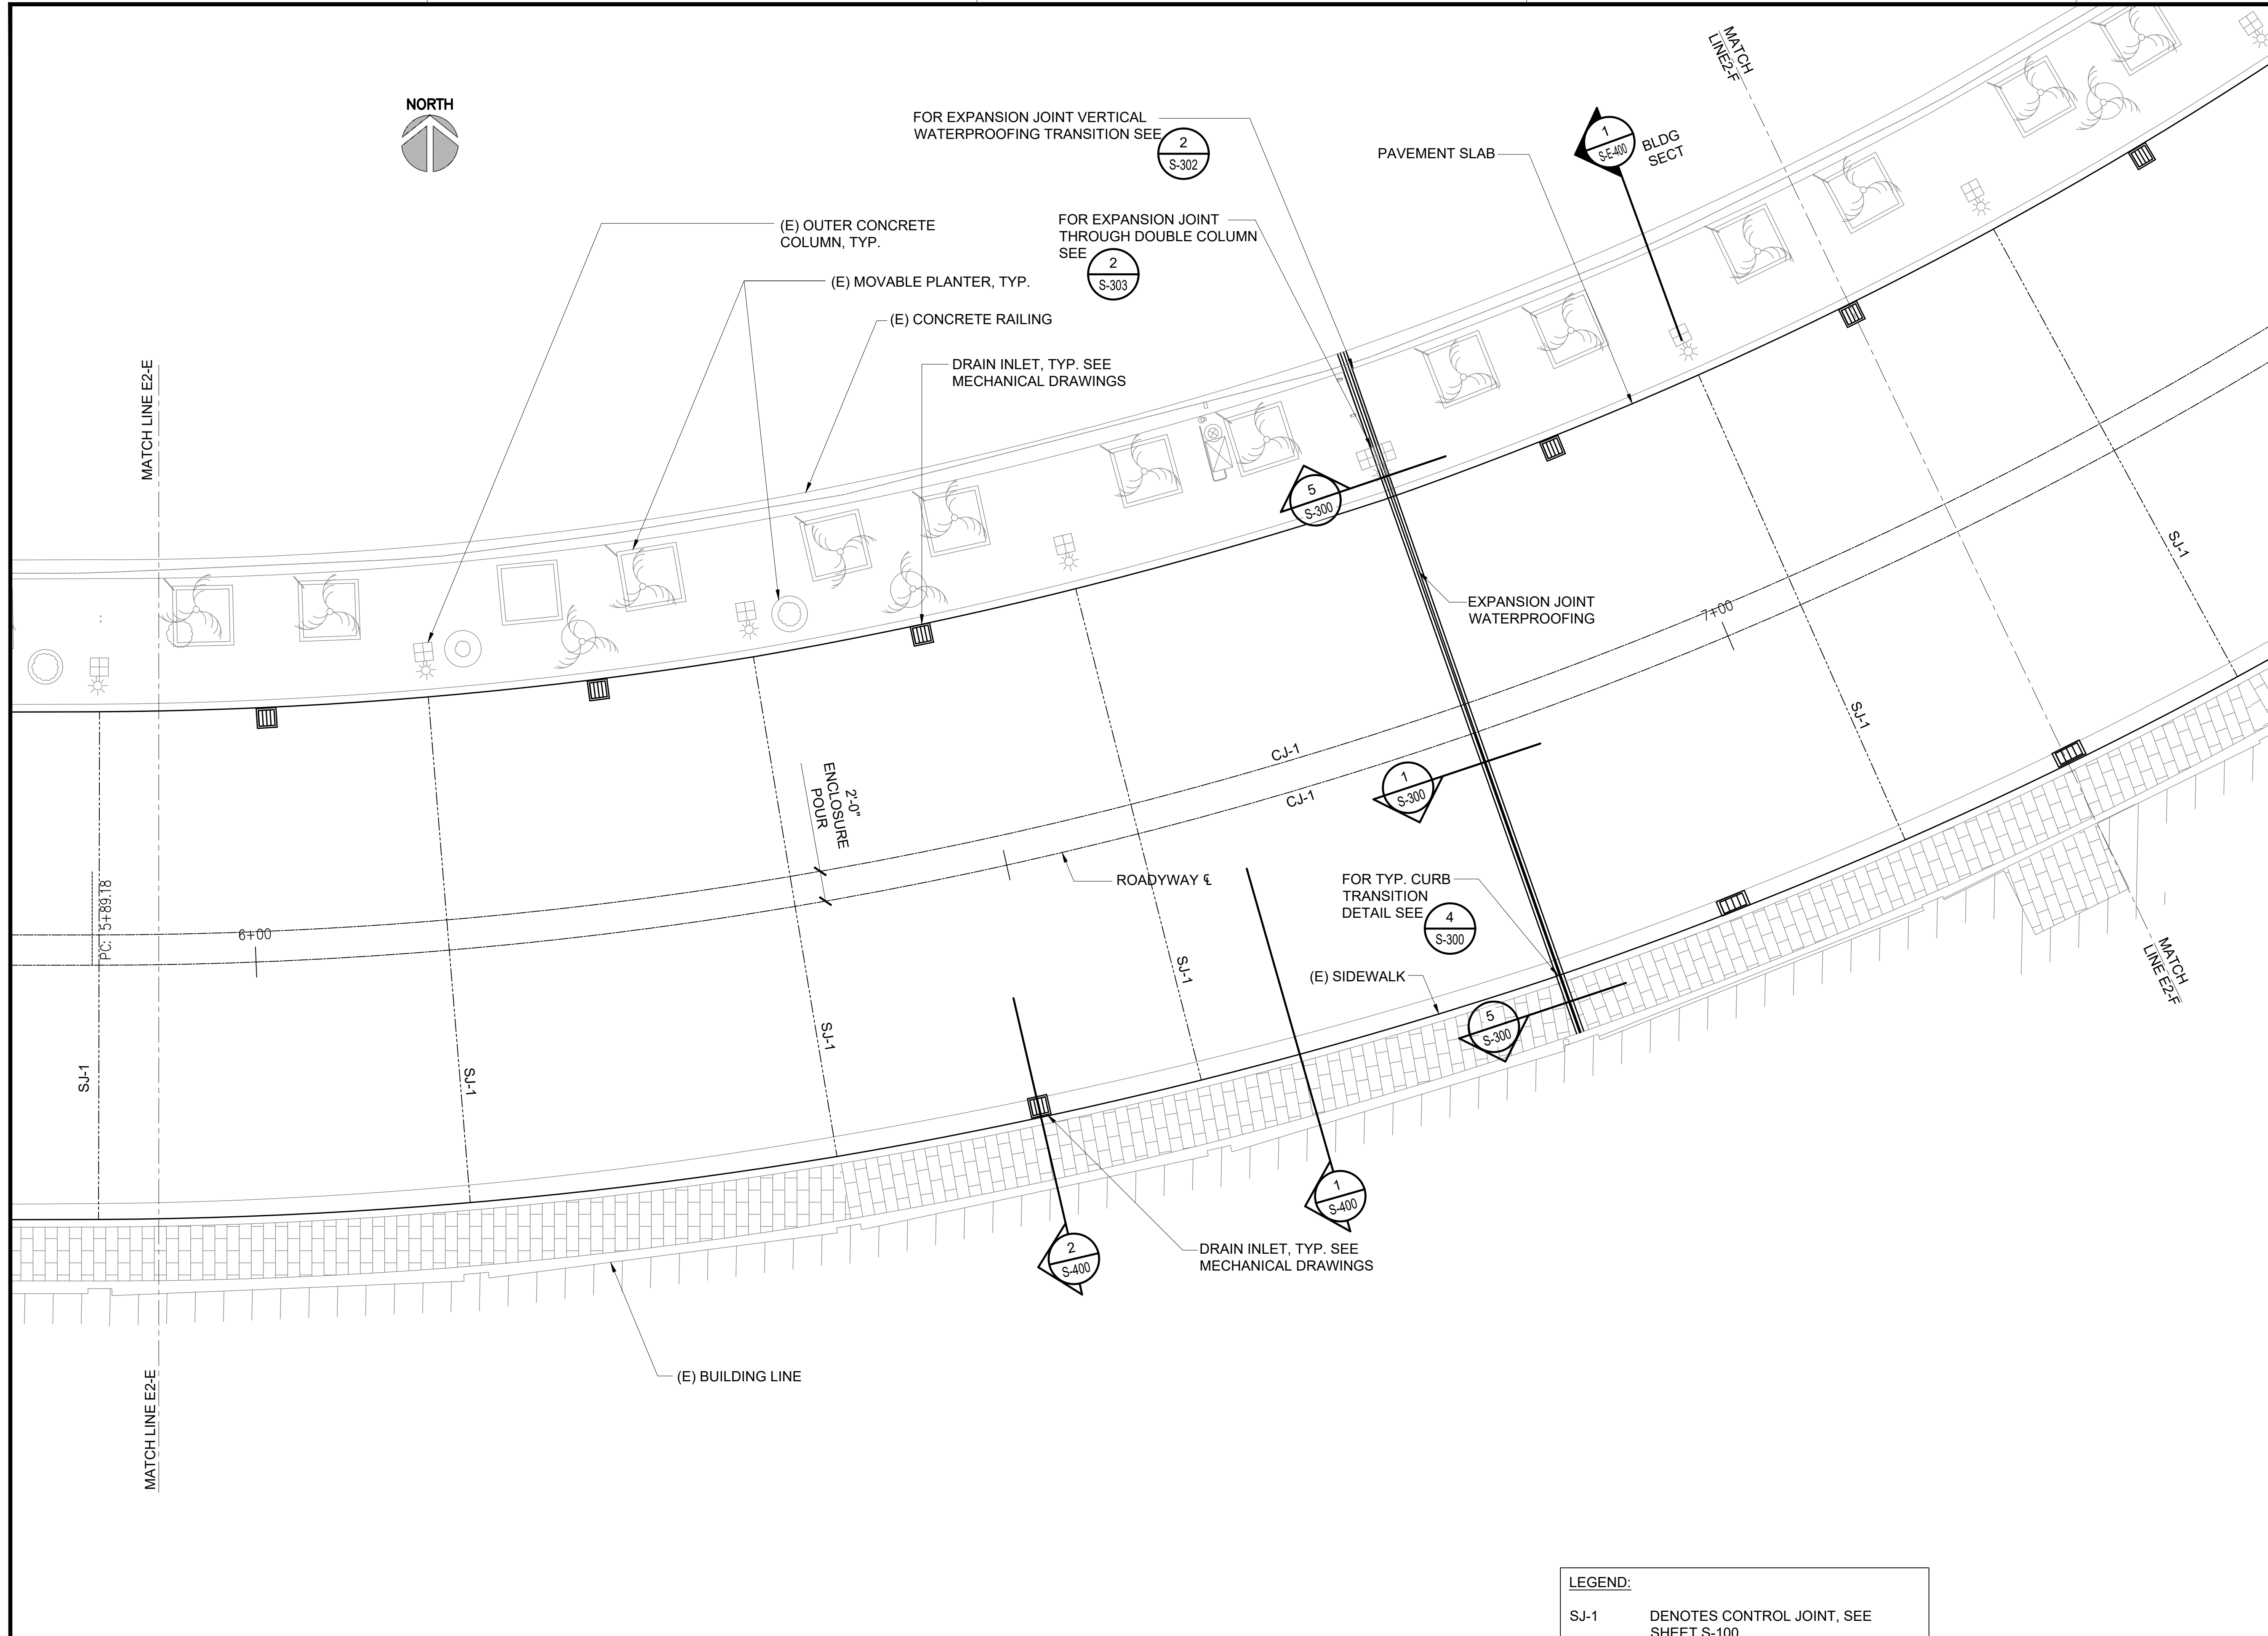 NORTH
FOR EXPANSION JOINT VERTICAL
WATERPROOFING TRANSITION SEE
2
S-302
MATCH
LINE2-F
PAVEMENT SLAB
1
S-E-400
BLDG
SECT
(E) OUTER CONCRETE
COLUMN, TYP.
FOR EXPANSION JOINT
THROUGH DOUBLE COLUMN
SEE
2
S-303
(E) MOVABLE PLANTER, TYP.
(E) CONCRETE RAILING
DRAIN INLET, TYP. SEE
MECHANICAL DRAWINGS
MATCH LINE E2-E
5
S-300
SJ-1
EXPANSION JOINT
WATERPROOFING
7+00
SJ-1
CJ-1
CJ-1
1
S-300
2'-0"
ENCLOSURE
POUR
ROADYWAY ℄
FOR TYP. CURB
TRANSITION
DETAIL SEE
4
S-300
PC: 5+89.18
6+00
(E) SIDEWALK
SJ-1
MATCH
LINE E2-F
5
S-300
SJ-1
SJ-1
SJ-1
1
S-400
2
S-400
DRAIN INLET, TYP. SEE
MECHANICAL DRAWINGS
(E) BUILDING LINE
MATCH LINE E2-E
LEGEND:
SJ-1 DENOTES CONTROL JOINT, SEE
SHEET S-100